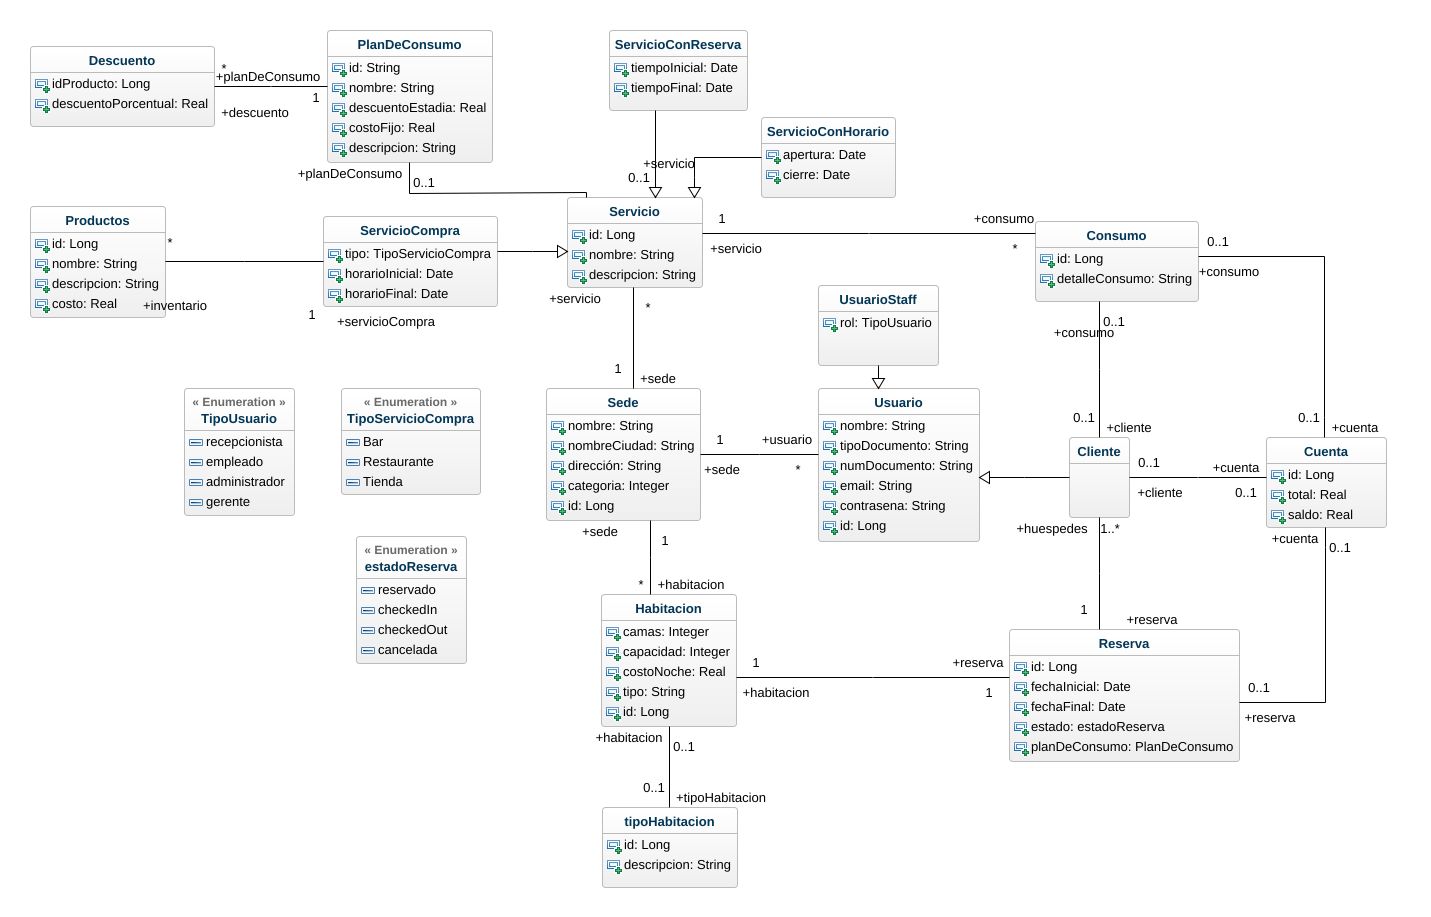 Descuento
idProducto: Long
descuentoPorcentual: Real
*
+planDeConsumo
1
+descuento
PlanDeConsumo
id: String
nombre: String
descuentoEstadia: Real
costoFijo: Real
descripcion: String
+planDeConsumo
0..1
ServicioConReserva
tiempoInicial: Date
tiempoFinal: Date
ServicioConHorario
apertura: Date
cierre: Date
+servicio
0..1
Productos
id: Long
nombre: String
descripcion: String
costo: Real
*
+inventario
1
+servicioCompra
ServicioCompra
tipo: TipoServicioCompra
horarioInicial: Date
horarioFinal: Date
Servicio
id: Long
nombre: String
descripcion: String
1
+servicio
+consumo
*
Consumo
id: Long
detalleConsumo: String
0..1
+consumo
+servicio
*
1
+sede
UsuarioStaff
rol: TipoUsuario
0..1
+consumo
0..1
+cliente
0..1
+cuenta
« Enumeration »
TipoUsuario
recepcionista
empleado
administrador
gerente
« Enumeration »
TipoServicioCompra
Bar
Restaurante
Tienda
Sede
nombre: String
nombreCiudad: String
dirección: String
categoria: Integer
id: Long
1
+sede
+usuario
*
Usuario
nombre: String
tipoDocumento: String
numDocumento: String
email: String
contrasena: String
id: Long
Cliente
0..1
+cliente
+cuenta
0..1
Cuenta
id: Long
total: Real
saldo: Real
+sede
1
*
+habitacion
+huespedes
1..*
1
+reserva
+cuenta
0..1
« Enumeration »
estadoReserva
reservado
checkedIn
checkedOut
cancelada
Habitacion
camas: Integer
capacidad: Integer
costoNoche: Real
tipo: String
id: Long
1
+habitacion
+reserva
1
Reserva
id: Long
fechaInicial: Date
fechaFinal: Date
estado: estadoReserva
planDeConsumo: PlanDeConsumo
0..1
+reserva
+habitacion
0..1
0..1
+tipoHabitacion
tipoHabitacion
id: Long
descripcion: String